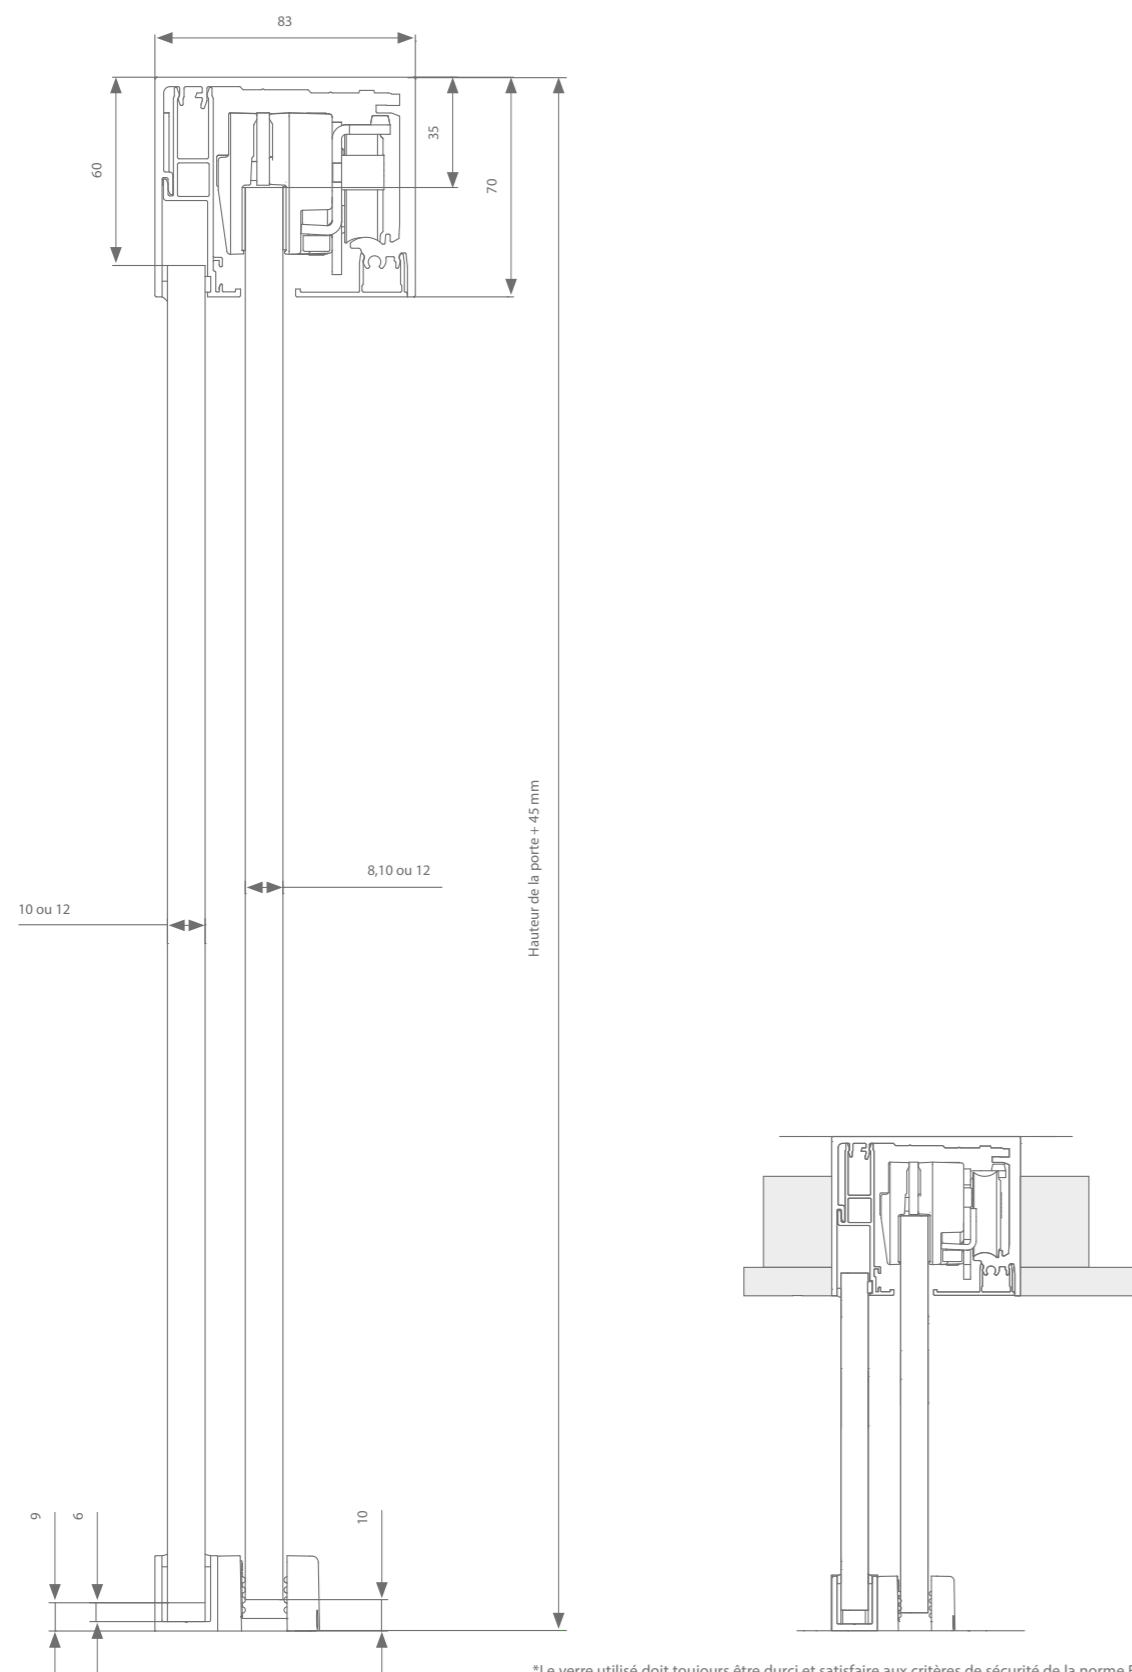 83
60
35
70
Hauteur de la porte + 45 mm
8,10 ou 12
10 ou 12
9
6
10
*Le verre utilisé doit toujours être durci et satisfaire aux critères de sécurité de la norme